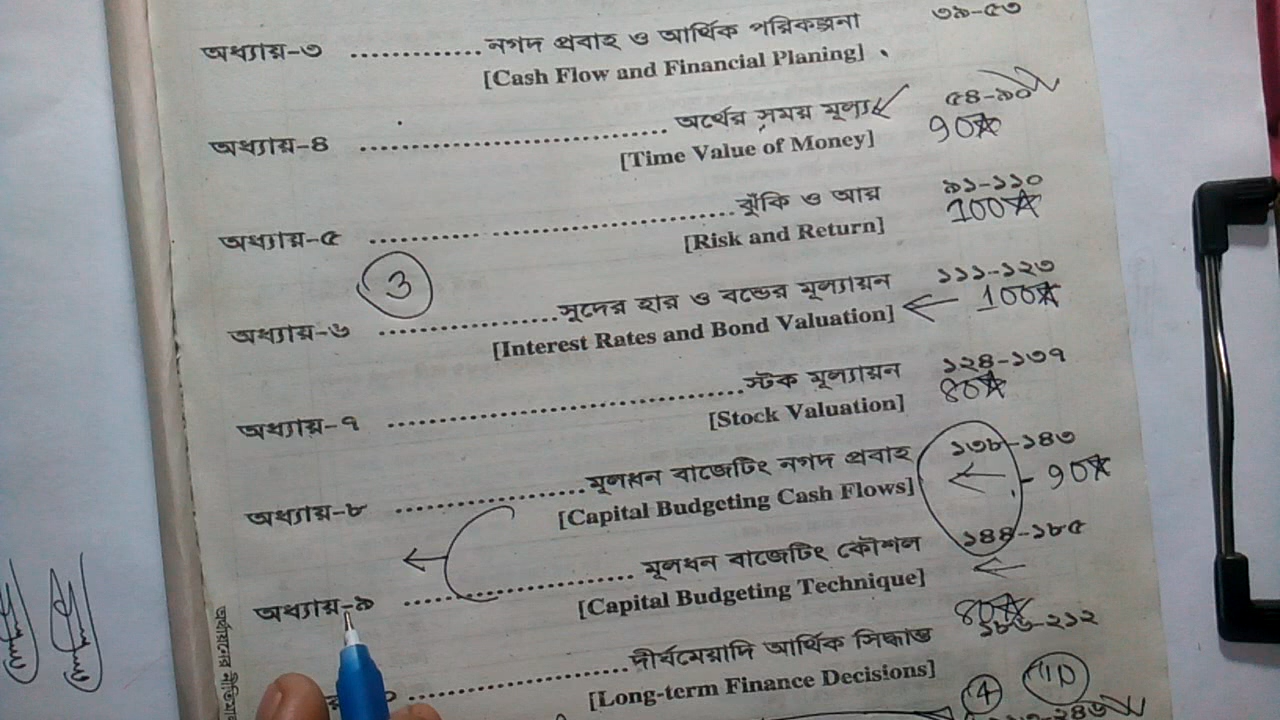 অধ্যায়-৩ ............. নগদ প্রবাহ ও আর্থিক পরিকল্পনা ৩৯-৫৩
[Cash Flow and Financial Planing]
অধ্যায়-৪ ............................................ অর্থের সময় মূল্য ৫৪-৯০
[Time Value of Money] 90
অধ্যায়-৫ ............................................ ঝুঁকি ও আয় ৯১-১১০
[Risk and Return] 100
3
অধ্যায়-৬ ..................... সুদের হার ও বন্ডের মূল্যায়ন ১১১-১২৩
[Interest Rates and Bond Valuation] 100
অধ্যায়-৭ ............................................ স্টক মূল্যায়ন ১২৪-১৩৭
[Stock Valuation] 80
অধ্যায়-৮ ...................... মূলধন বাজেটিং নগদ প্রবাহ ১৩৮-১৪৩
[Capital Budgeting Cash Flows] 90
অধ্যায়-৯ ........................... মূলধন বাজেটিং কৌশল ১৪৪-১৮৫
[Capital Budgeting Technique]
80
........................... দীর্ঘমেয়াদি আর্থিক সিদ্ধান্ত ১৮৬-২১২
[Long-term Finance Decisions] 4